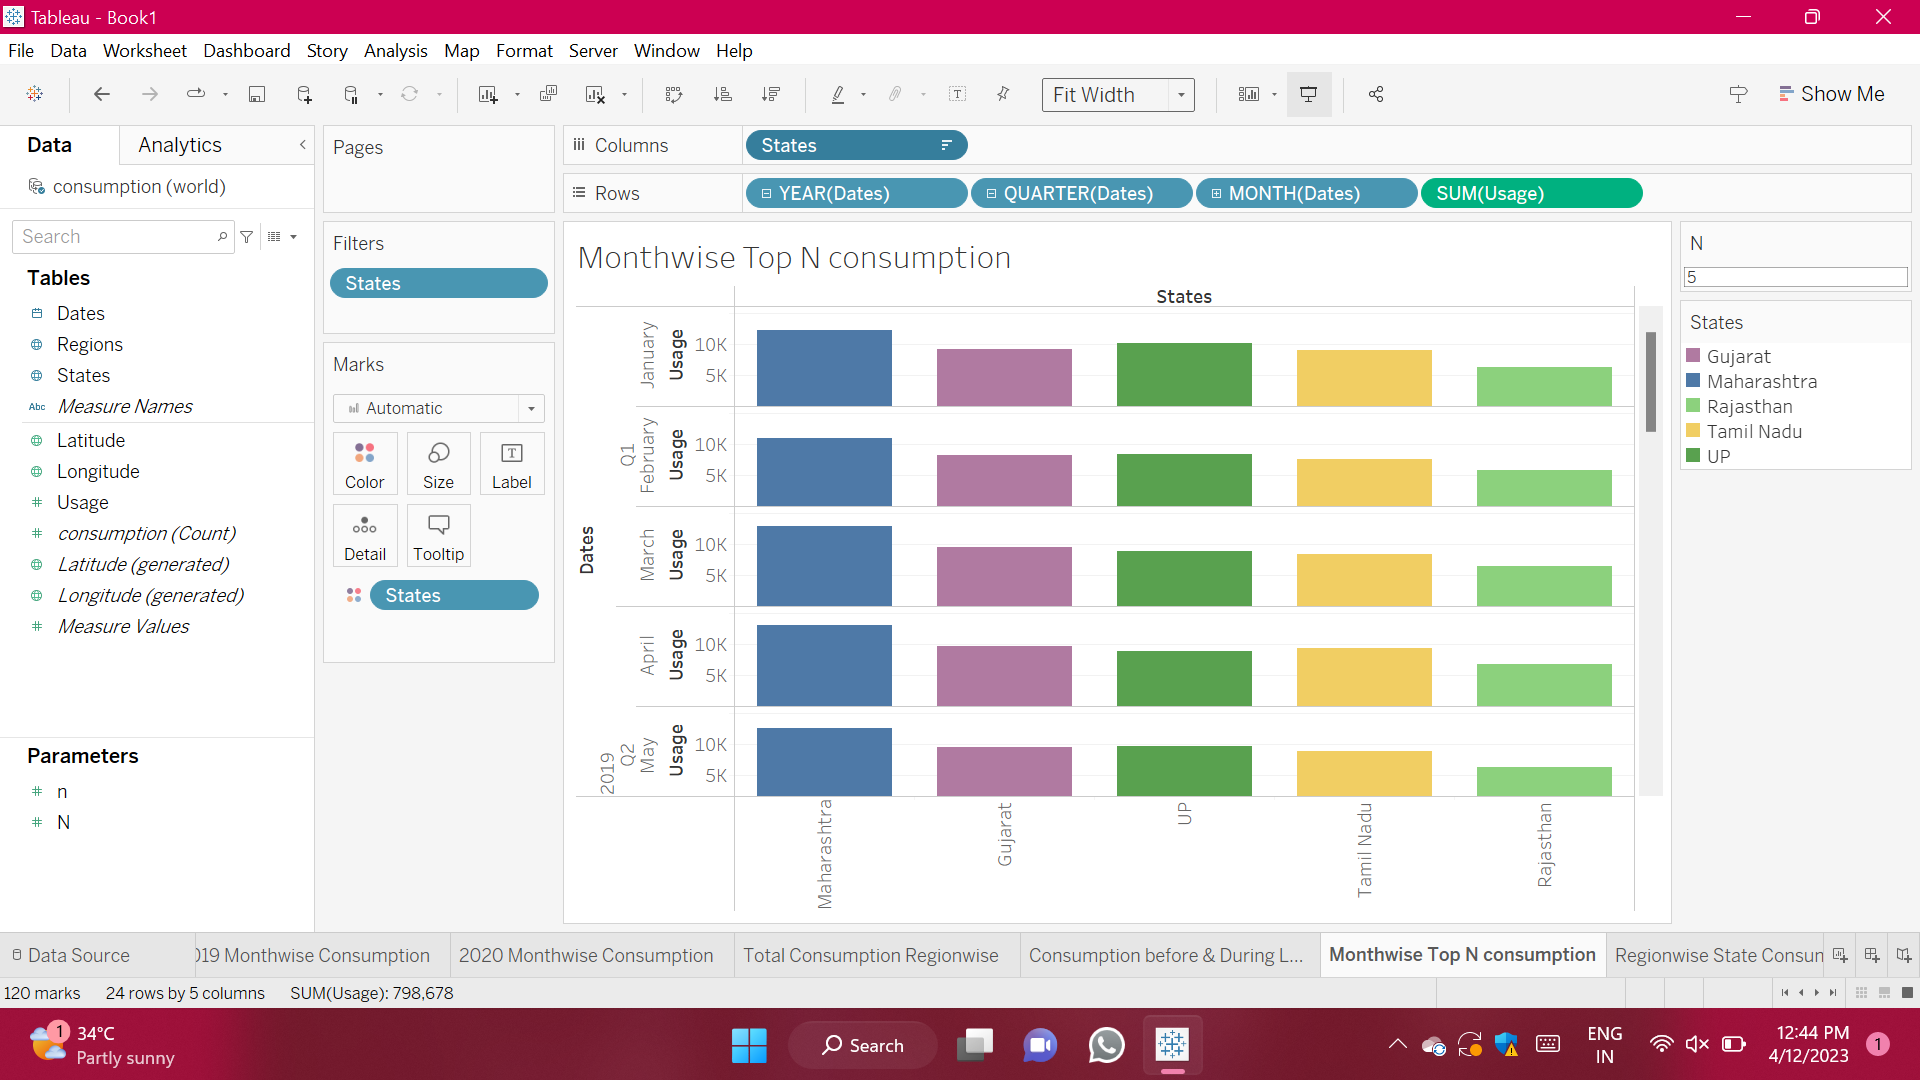 Tableau - Book1
File Data Worksheet Dashboard Story Analysis Map Format Server Window Help
Fit Width
Show Me
Data
Analytics
consumption (world)
Search
Tables
Dates
Regions
States
Abc Measure Names
Latitude
Longitude
Usage
consumption (Count)
Latitude (generated)
Longitude (generated)
Measure Values
Parameters
n
N
Pages
Filters
States
Marks
Automatic
Color
Size
Label
Detail
Tooltip
States
Columns
States
Rows
YEAR(Dates)
QUARTER(Dates)
MONTH(Dates)
SUM(Usage)
Monthwise Top N consumption
States
Dates
2019
Q1
January
Usage
10K
5K
February
Usage
10K
5K
March
Usage
10K
5K
Q2
April
Usage
10K
5K
May
Usage
10K
5K
Maharashtra
Gujarat
UP
Tamil Nadu
Rajasthan
N
5
States
Gujarat
Maharashtra
Rajasthan
Tamil Nadu
UP
Data Source
019 Monthwise Consumption
2020 Monthwise Consumption
Total Consumption Regionwise
Consumption before & During L...
Monthwise Top N consumption
Regionwise State Consun
120 marks
24 rows by 5 columns
SUM(Usage): 798,678
1
34°C
Partly sunny
Search
ENG
IN
12:44 PM
4/12/2023
1